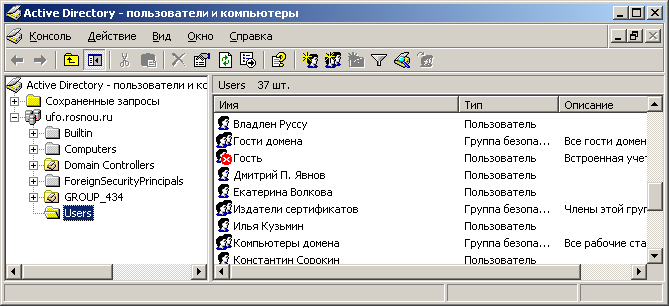 Active Directory - пользователи и компьютеры
Консоль Действие Вид Окно Справка
Active Directory - пользователи и ко
Сохраненные запросы
ufo.rosnou.ru
Builtin
Computers
Domain Controllers
ForeignSecurityPrincipals
GROUP_434
Users
Users 37 шт.
Имя Тип Описание
Владлен Руссу Пользователь
Гости домена Группа безопа... Все гости домен
Гость Пользователь Встроенная учет
Дмитрий П. Явнов Пользователь
Екатерина Волкова Пользователь
Издатели сертификатов Группа безопа... Члены этой груп
Илья Кузьмин Пользователь
Компьютеры домена Группа безопа... Все рабочие ста
Константин Сорокин Пользователь